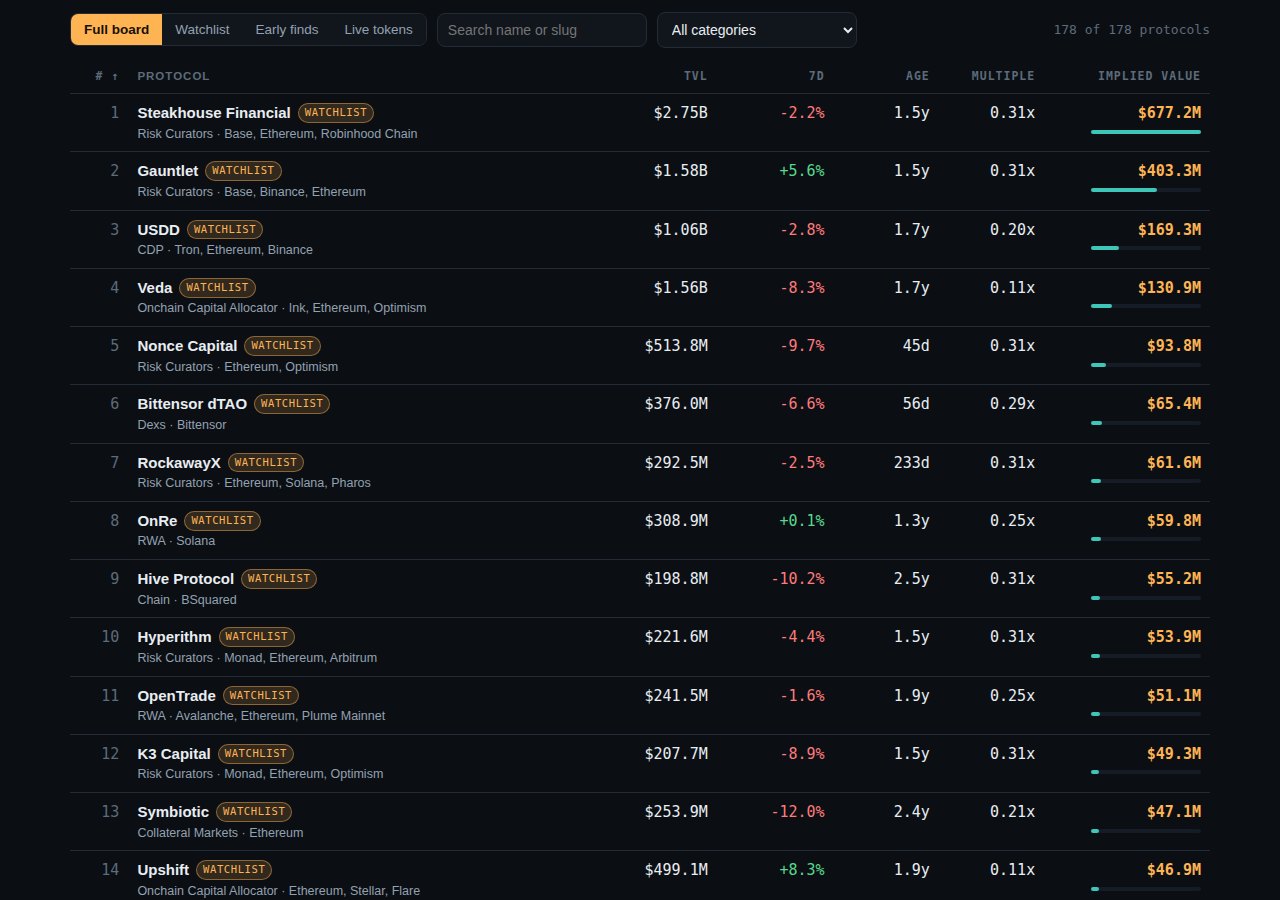 Full board Watchlist Early finds Live tokens Search name or slug All categories 178 of 178 protocols
# ↑ PROTOCOL TVL 7D AGE MULTIPLE IMPLIED VALUE
1 Steakhouse Financial WATCHLIST $2.75B -2.2% 1.5y 0.31x $677.2M
Risk Curators · Base, Ethereum, Robinhood Chain
2 Gauntlet WATCHLIST $1.58B +5.6% 1.5y 0.31x $403.3M
Risk Curators · Base, Binance, Ethereum
3 USDD WATCHLIST $1.06B -2.8% 1.7y 0.20x $169.3M
CDP · Tron, Ethereum, Binance
4 Veda WATCHLIST $1.56B -8.3% 1.7y 0.11x $130.9M
Onchain Capital Allocator · Ink, Ethereum, Optimism
5 Nonce Capital WATCHLIST $513.8M -9.7% 45d 0.31x $93.8M
Risk Curators · Ethereum, Optimism
6 Bittensor dTAO WATCHLIST $376.0M -6.6% 56d 0.29x $65.4M
Dexs · Bittensor
7 RockawayX WATCHLIST $292.5M -2.5% 233d 0.31x $61.6M
Risk Curators · Ethereum, Solana, Pharos
8 OnRe WATCHLIST $308.9M +0.1% 1.3y 0.25x $59.8M
RWA · Solana
9 Hive Protocol WATCHLIST $198.8M -10.2% 2.5y 0.31x $55.2M
Chain · BSquared
10 Hyperithm WATCHLIST $221.6M -4.4% 1.5y 0.31x $53.9M
Risk Curators · Monad, Ethereum, Arbitrum
11 OpenTrade WATCHLIST $241.5M -1.6% 1.9y 0.25x $51.1M
RWA · Avalanche, Ethereum, Plume Mainnet
12 K3 Capital WATCHLIST $207.7M -8.9% 1.5y 0.31x $49.3M
Risk Curators · Monad, Ethereum, Optimism
13 Symbiotic WATCHLIST $253.9M -12.0% 2.4y 0.21x $47.1M
Collateral Markets · Ethereum
14 Upshift WATCHLIST $499.1M +8.3% 1.9y 0.11x $46.9M
Onchain Capital Allocator · Ethereum, Stellar, Flare